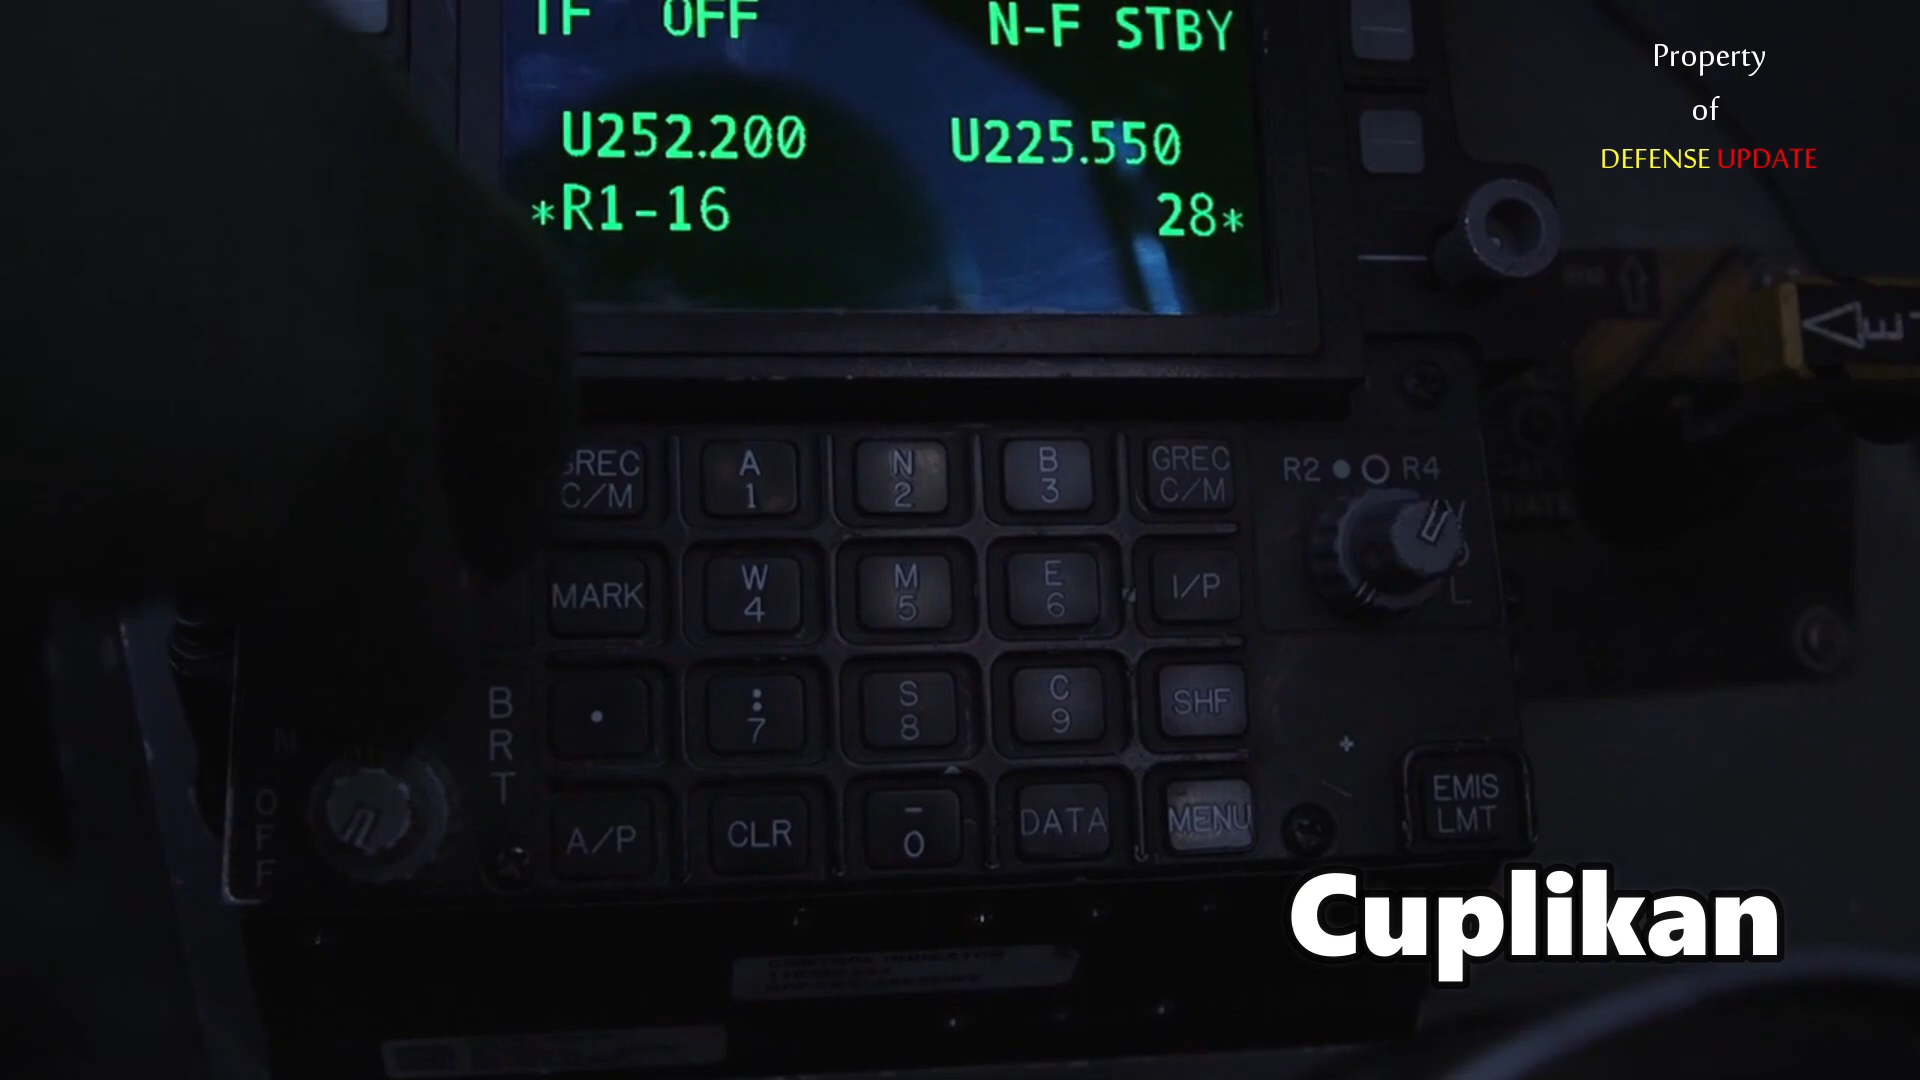 TF OFF N-F STBY
U252.200 U225.550
*R1-16 28*
Property
of
DEFENSE UPDATE
GREC C/M
A 1
N 2
B 3
GREC C/M
R2 R4
V
L
MARK
W 4
M 5
E 6
I/P
BRT
.
: 7
S 8
C 9
SHF
N
OFF
A/P
CLR
- 0
DATA
MENU
EMIS LMT
E
Cuplikan